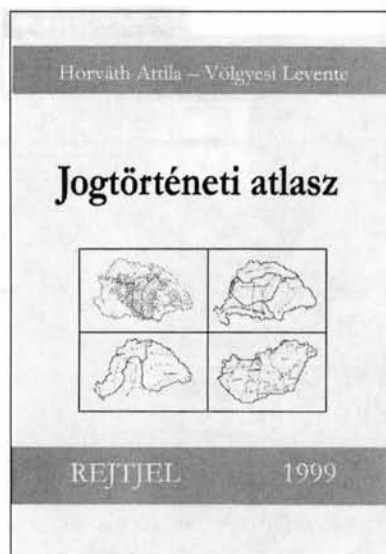 Horváth Attila – Völgyesi Levente
Jogtörténeti atlasz
REJTJEL 1999